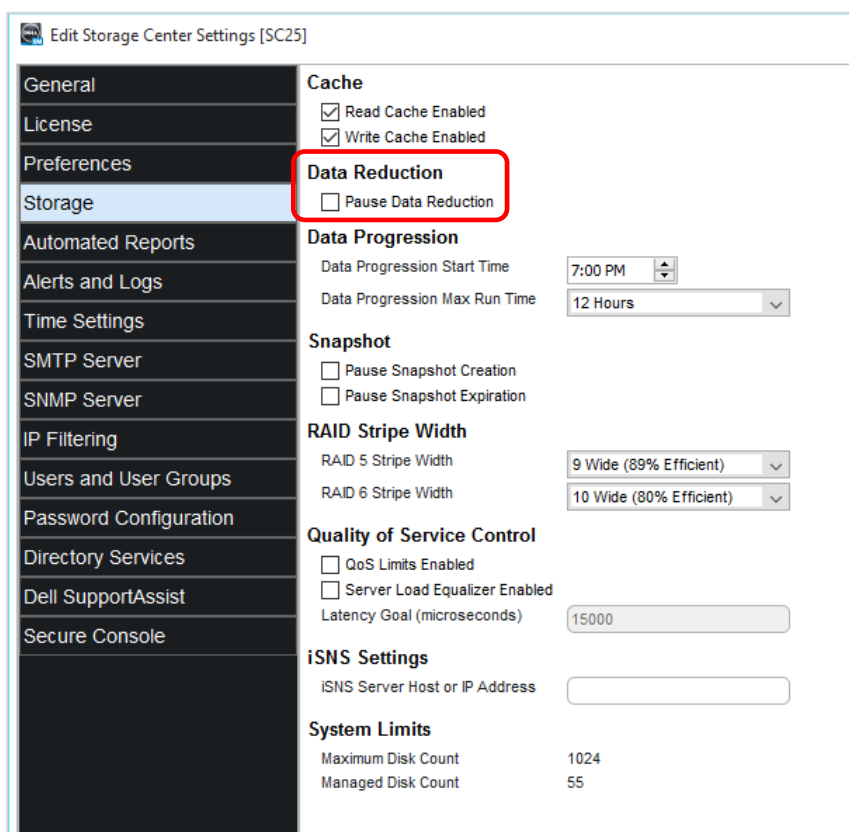 Edit Storage Center Settings [SC25]
General
License
Preferences
Storage
Automated Reports
Alerts and Logs
Time Settings
SMTP Server
SNMP Server
IP Filtering
Users and User Groups
Password Configuration
Directory Services
Dell SupportAssist
Secure Console
Cache
Read Cache Enabled
Write Cache Enabled
Data Reduction
Pause Data Reduction
Data Progression
Data Progression Start Time 7:00 PM
Data Progression Max Run Time 12 Hours
Snapshot
Pause Snapshot Creation
Pause Snapshot Expiration
RAID Stripe Width
RAID 5 Stripe Width 9 Wide (89% Efficient)
RAID 6 Stripe Width 10 Wide (80% Efficient)
Quality of Service Control
QoS Limits Enabled
Server Load Equalizer Enabled
Latency Goal (microseconds) 15000
iSNS Settings
iSNS Server Host or IP Address
System Limits
Maximum Disk Count 1024
Managed Disk Count 55